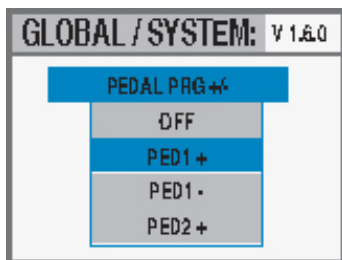 GLOBAL / SYSTEM: V 1.6.0
PEDAL PRG +/-
OFF
PED1 +
PED1 -
PED2 +